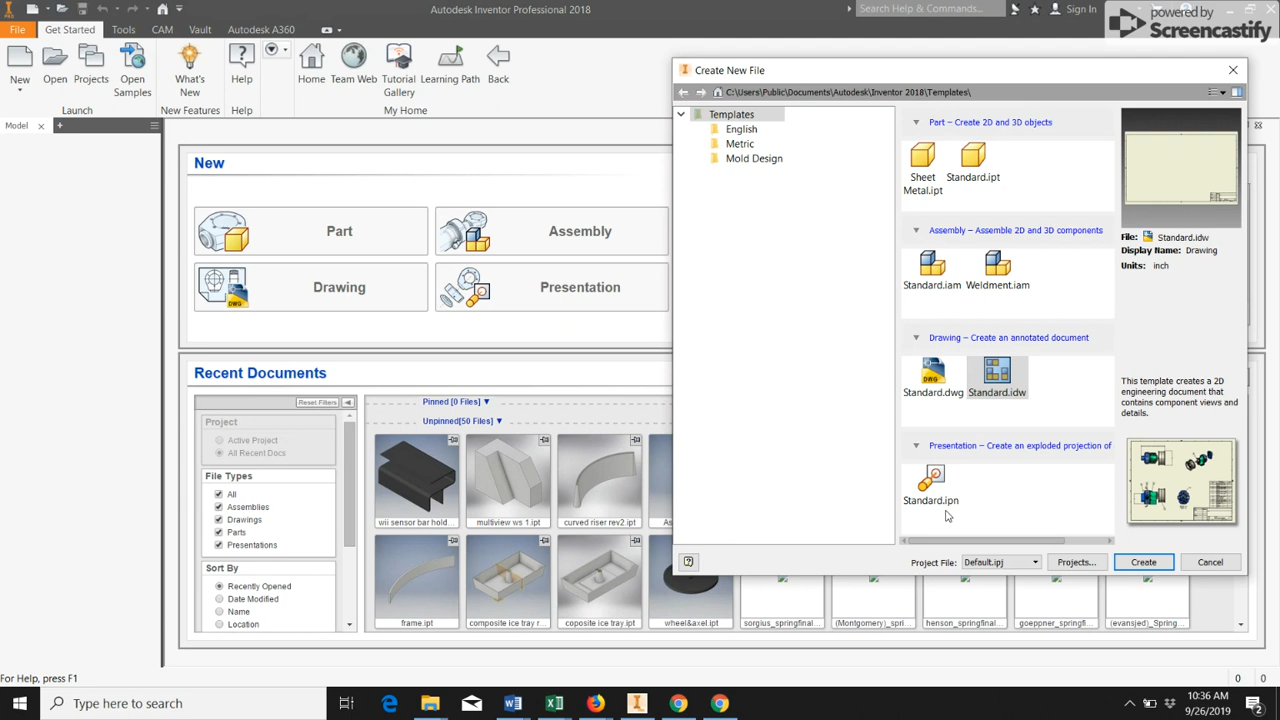 Autodesk Inventor Professional 2018
Search Help & Commands...
Sign In
powered by
Screencastify
File
Get Started
Tools
CAM
Vault
Autodesk A360
New
Open
Projects
Open
Samples
What's
New
Help
Home
Team Web
Tutorial
Gallery
Learning Path
Back
Launch
New Features
Help
My Home
Model
New
Part
Assembly
Drawing
DWG
Presentation
Recent Documents
Reset Filters
Project
Active Project
All Recent Docs
File Types
All
Assemblies
Drawings
Parts
Presentations
Sort By
Recently Opened
Date Modified
Name
Location
Pinned [0 Files]
Unpinned[50 Files]
wii sensor bar hold...
multiview ws 1.ipt
curved riser rev2.ipt
frame.ipt
composite ice tray r...
coposite ice tray.ipt
wheel&axel.ipt
sorgius_springfinal...
(Montgomery)_spri...
henson_springfinal...
goeppner_springfi...
(evansjed)_Spring...
Create New File
C:\Users\Public\Documents\Autodesk\Inventor 2018\Templates\
Templates
English
Metric
Mold Design
Part – Create 2D and 3D objects
Sheet
Metal.ipt
Standard.ipt
Assembly – Assemble 2D and 3D components
Standard.iam
Weldment.iam
Drawing – Create an annotated document
DWG
Standard.dwg
Standard.idw
Presentation – Create an exploded projection of
Standard.ipn
File: Standard.idw
Display Name: Drawing
Units: inch
This template creates a 2D
engineering document that
contains component views and
details.
Project File:
Default.ipj
Projects...
Create
Cancel
For Help, press F1
0
0
Type here to search
10:36 AM
9/26/2019
2